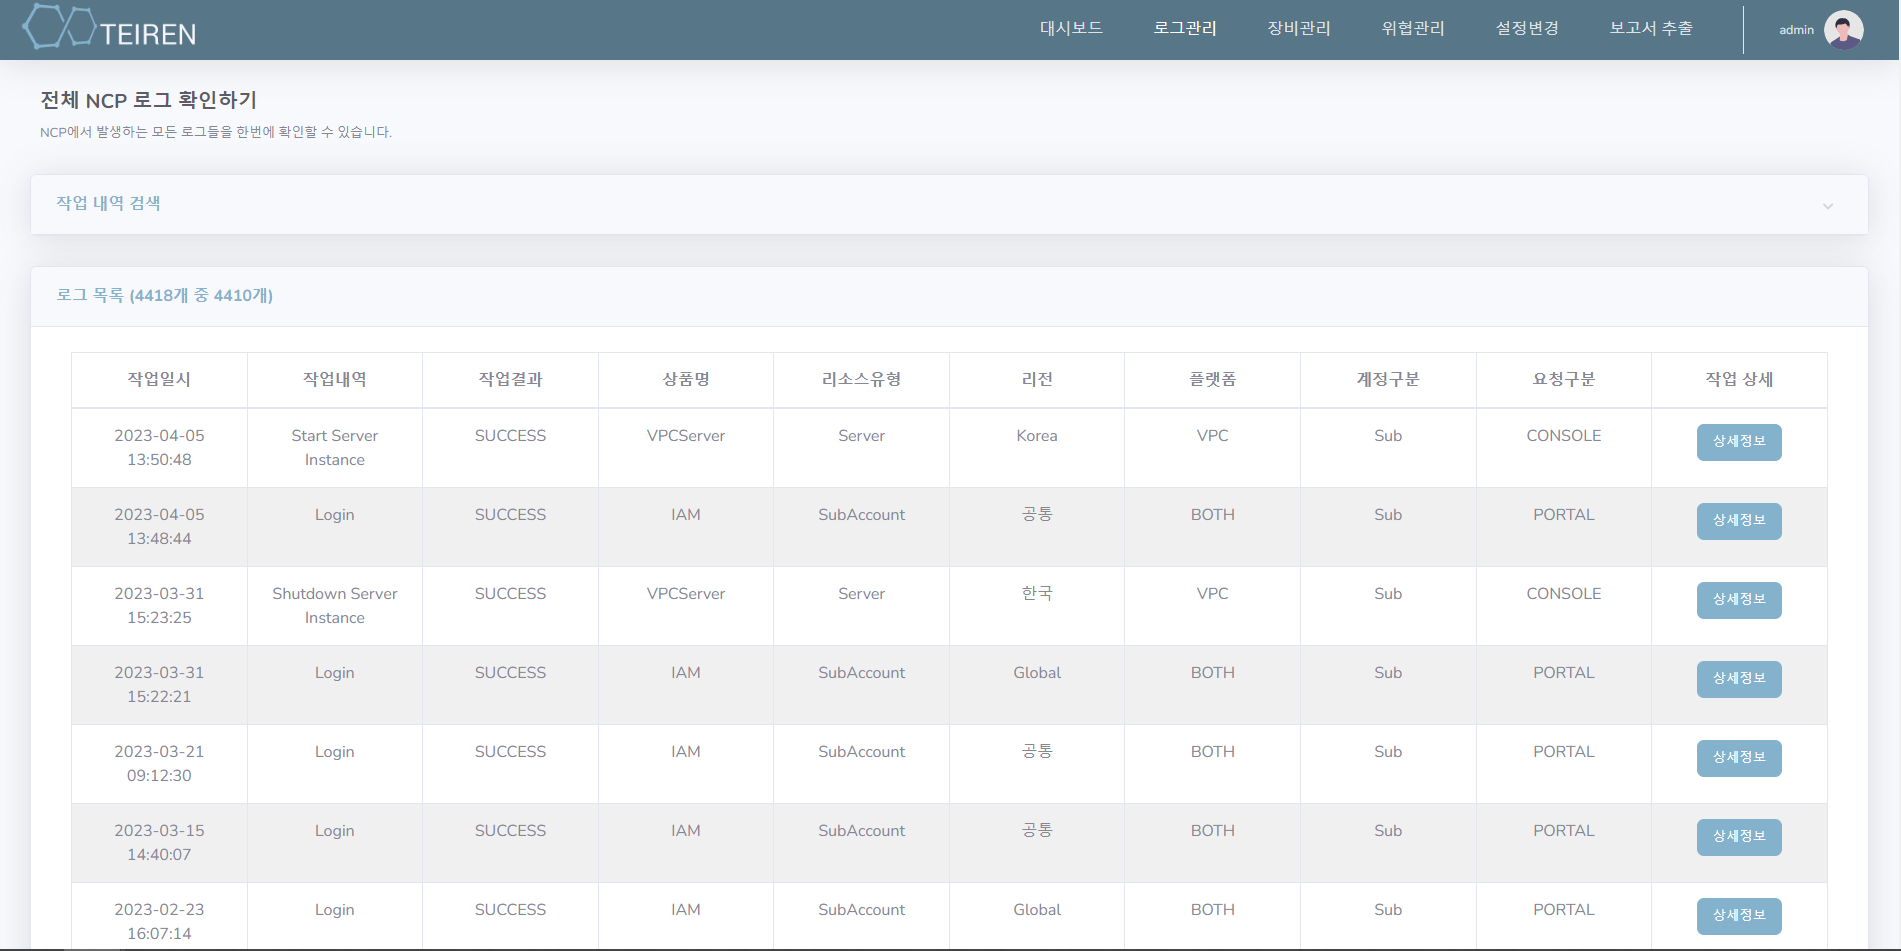 TEIREN
대시보드 로그관리 장비관리 위협관리 설정변경 보고서 추출 admin
전체 NCP 로그 확인하기
NCP에서 발생하는 모든 로그들을 한번에 확인할 수 있습니다.
작업 내역 검색
로그 목록 (4418개 중 4410개)
작업일시 작업내역 작업결과 상품명 리소스유형 리전 플랫폼 계정구분 요청구분 작업 상세
2023-04-05 Start Server SUCCESS VPCServer Server Korea VPC Sub CONSOLE 상세정보
13:50:48 Instance
2023-04-05 Login SUCCESS IAM SubAccount 공통 BOTH Sub PORTAL 상세정보
13:48:44
2023-03-31 Shutdown Server SUCCESS VPCServer Server 한국 VPC Sub CONSOLE 상세정보
15:23:25 Instance
2023-03-31 Login SUCCESS IAM SubAccount Global BOTH Sub PORTAL 상세정보
15:22:21
2023-03-21 Login SUCCESS IAM SubAccount 공통 BOTH Sub PORTAL 상세정보
09:12:30
2023-03-15 Login SUCCESS IAM SubAccount 공통 BOTH Sub PORTAL 상세정보
14:40:07
2023-02-23 Login SUCCESS IAM SubAccount Global BOTH Sub PORTAL 상세정보
16:07:14